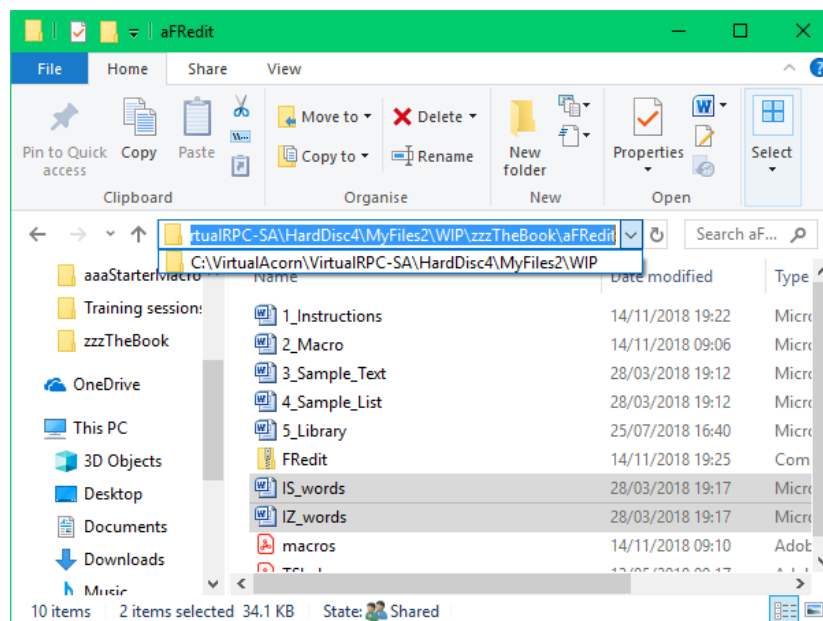 aFRedit
File Home Share View
Pin to Quick access
Copy
Paste
Move to
Copy to
Delete
Rename
New folder
Properties
Select
Clipboard Organise New Open
rtualRPC-SA\HardDisc4\MyFiles2\WIP\zzzTheBook\aFRedit
Search aF...
C:\VirtualAcorn\VirtualRPC-SA\HardDisc4\MyFiles2\WIP
aaaStarterMacro
Name Date modified Type
Training session
zzzTheBook
OneDrive
This PC
3D Objects
Desktop
Documents
Downloads
Music
1_Instructions 14/11/2018 19:22 Micro
2_Macro 14/11/2018 09:06 Micro
3_Sample_Text 28/03/2018 19:12 Micro
4_Sample_List 28/03/2018 19:12 Micro
5_Library 25/07/2018 16:40 Micro
FRedit 14/11/2018 19:25 Com
IS_words 28/03/2018 19:17 Micro
IZ_words 28/03/2018 19:17 Micro
macros 14/11/2018 09:10 Adob
10 items 2 items selected 34.1 KB State: Shared